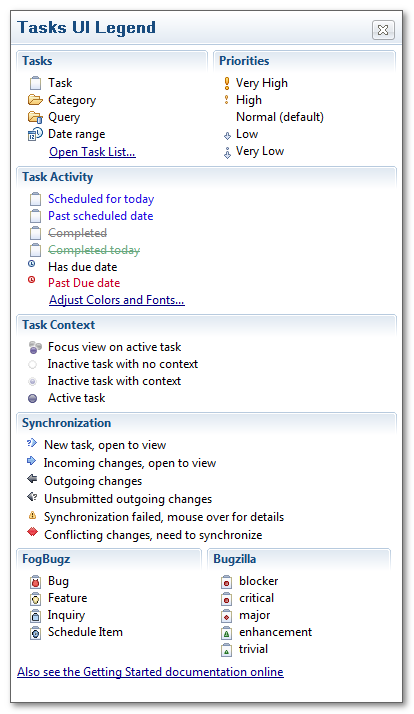 Tasks UI Legend
Tasks
Task
Category
Query
Date range
Open Task List...
Priorities
Very High
High
Normal (default)
Low
Very Low
Task Activity
Scheduled for today
Past scheduled date
Completed
Completed today
Has due date
Past Due date
Adjust Colors and Fonts...
Task Context
Focus view on active task
Inactive task with no context
Inactive task with context
Active task
Synchronization
New task, open to view
Incoming changes, open to view
Outgoing changes
Unsubmitted outgoing changes
Synchronization failed, mouse over for details
Conflicting changes, need to synchronize
FogBugz
Bug
Feature
Inquiry
Schedule Item
Bugzilla
blocker
critical
major
enhancement
trivial
Also see the Getting Started documentation online